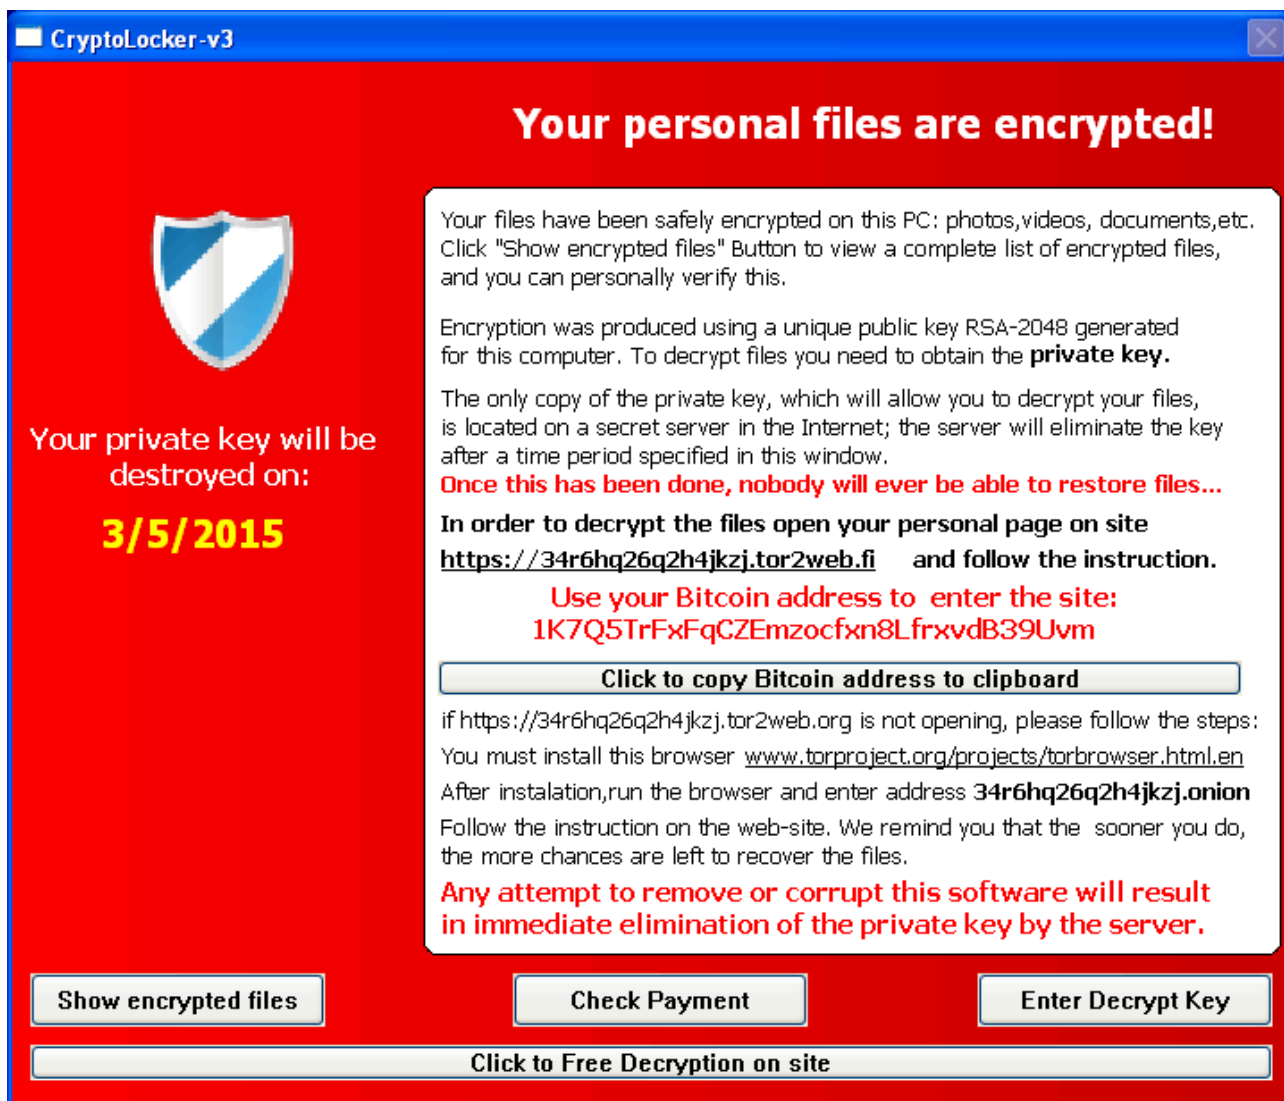 CryptoLocker-v3
Your personal files are encrypted!
Your private key will be
destroyed on:
3/5/2015
Your files have been safely encrypted on this PC: photos,videos, documents,etc.
Click "Show encrypted files" Button to view a complete list of encrypted files,
and you can personally verify this.
Encryption was produced using a unique public key RSA-2048 generated
for this computer. To decrypt files you need to obtain the private key.
The only copy of the private key, which will allow you to decrypt your files,
is located on a secret server in the Internet; the server will eliminate the key
after a time period specified in this window.
Once this has been done, nobody will ever be able to restore files...
In order to decrypt the files open your personal page on site
https://34r6hq26q2h4jkzj.tor2web.fi and follow the instruction.
Use your Bitcoin address to enter the site:
1K7Q5TrFxFqCZEmzocfxn8LfrxvdB39Uvm
Click to copy Bitcoin address to clipboard
if https://34r6hq26q2h4jkzj.tor2web.org is not opening, please follow the steps:
You must install this browser www.torproject.org/projects/torbrowser.html.en
After instalation,run the browser and enter address 34r6hq26q2h4jkzj.onion
Follow the instruction on the web-site. We remind you that the sooner you do,
the more chances are left to recover the files.
Any attempt to remove or corrupt this software will result
in immediate elimination of the private key by the server.
Show encrypted files
Check Payment
Enter Decrypt Key
Click to Free Decryption on site